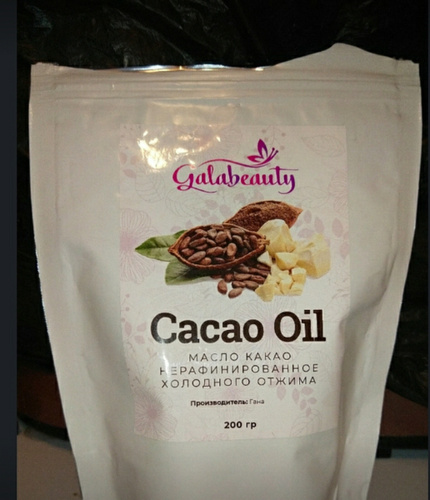 Galabeauty
Cacao Oil
МАСЛО КАКАО
НЕРАФИНИРОВАННОЕ
ХОЛОДНОГО ОТЖИМА
Производитель: Гана
200 гр